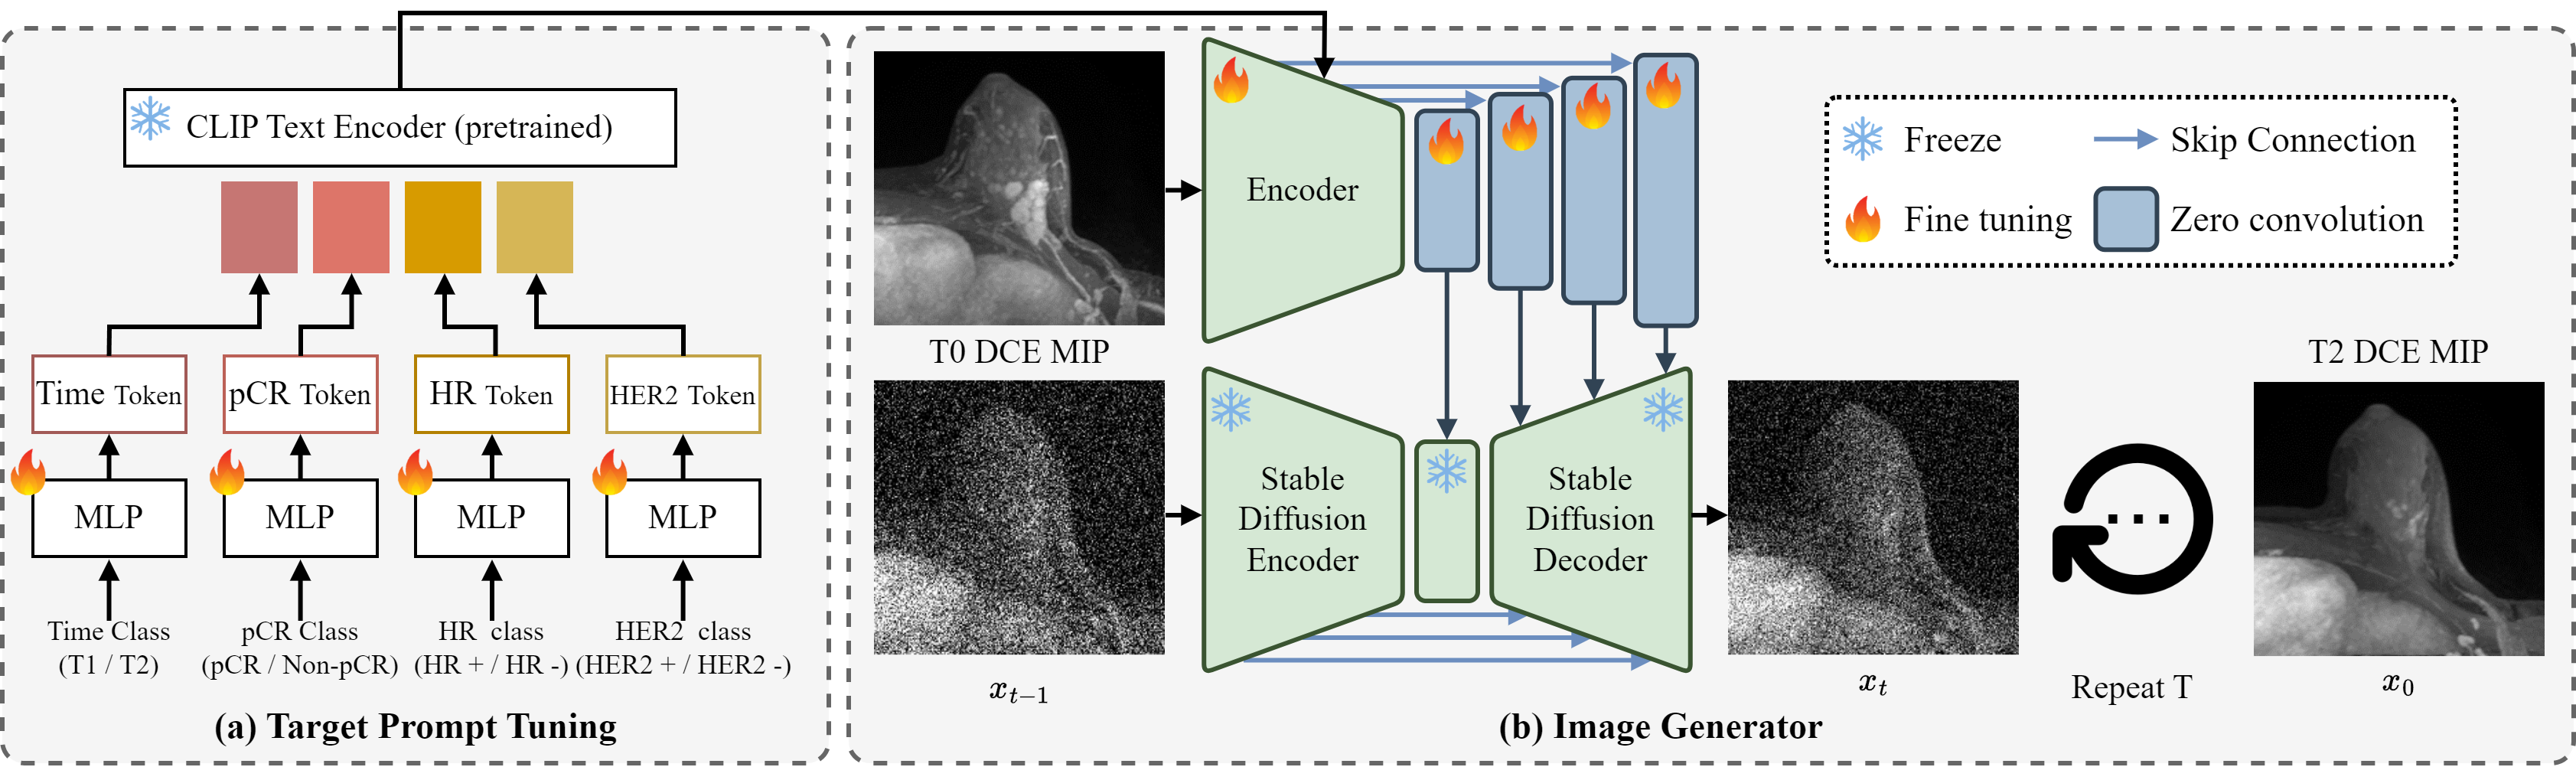 CLIP Text Encoder (pretrained)
Time Token
pCR Token
HR Token
HER2 Token
MLP
MLP
MLP
MLP
Time Class
(T1 / T2)
pCR Class
(pCR / Non-pCR)
HR class
(HR + / HR -)
HER2 class
(HER2 + / HER2 -)
(a) Target Prompt Tuning
T0 DCE MIP
Encoder
Freeze
Skip Connection
Fine tuning
Zero convolution
Stable
Diffusion
Encoder
Stable
Diffusion
Decoder
T2 DCE MIP
x_{t-1}
x_t
Repeat T
x_0
(b) Image Generator